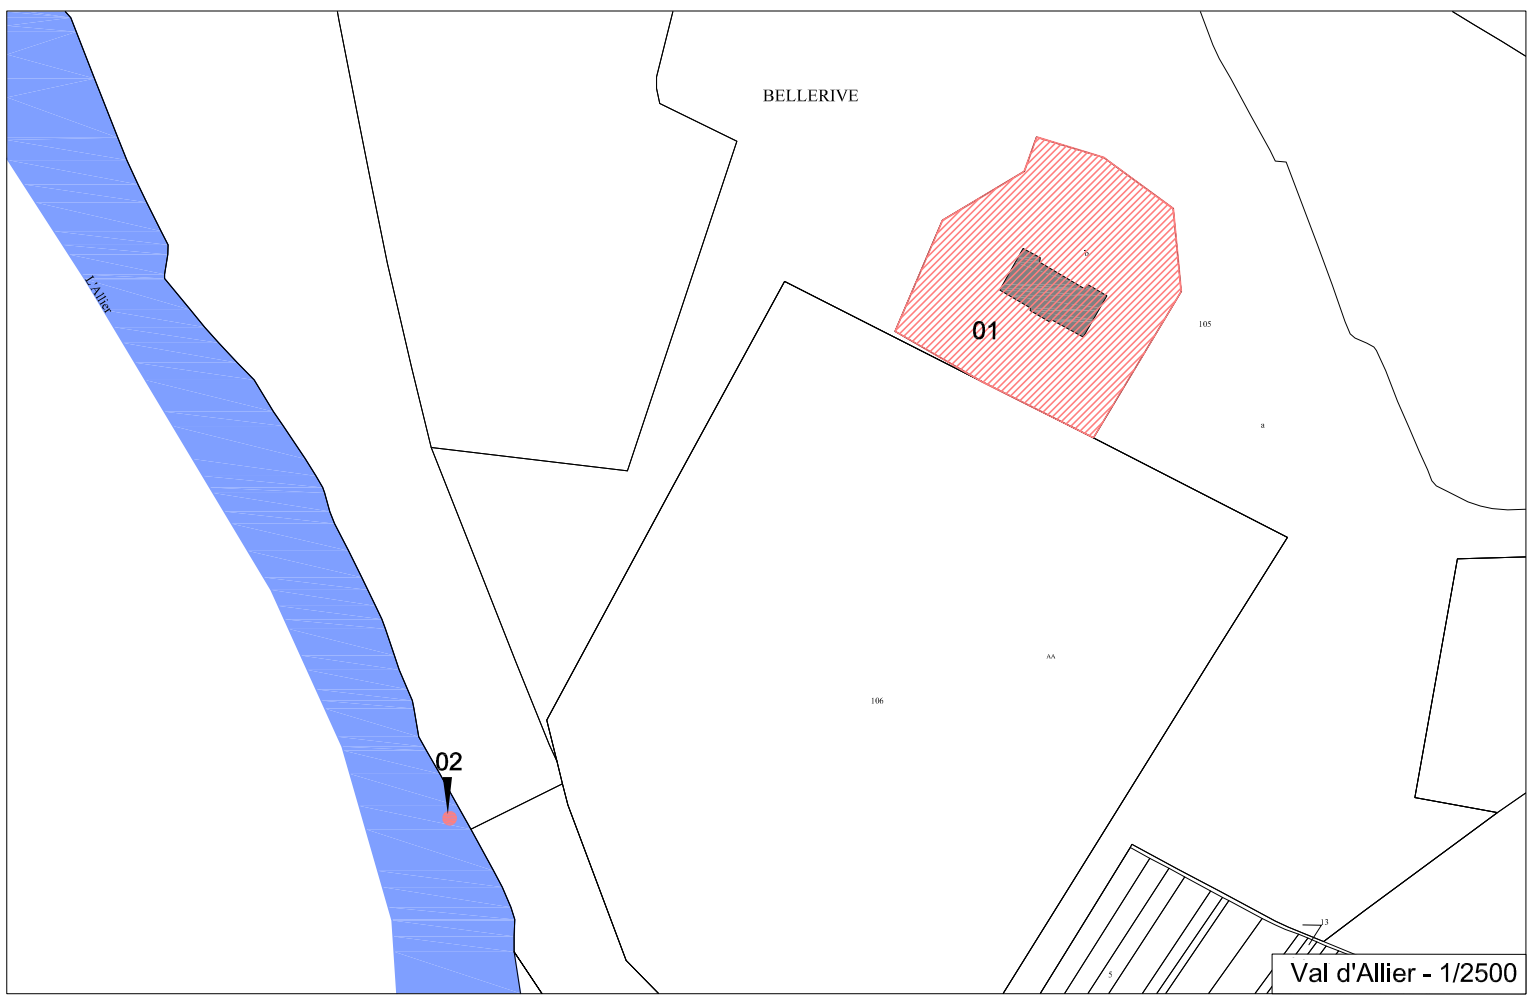 BELLERIVE
b
L'Allier
105
01
a
AA
106
02
13
5
Val d'Allier - 1/2500